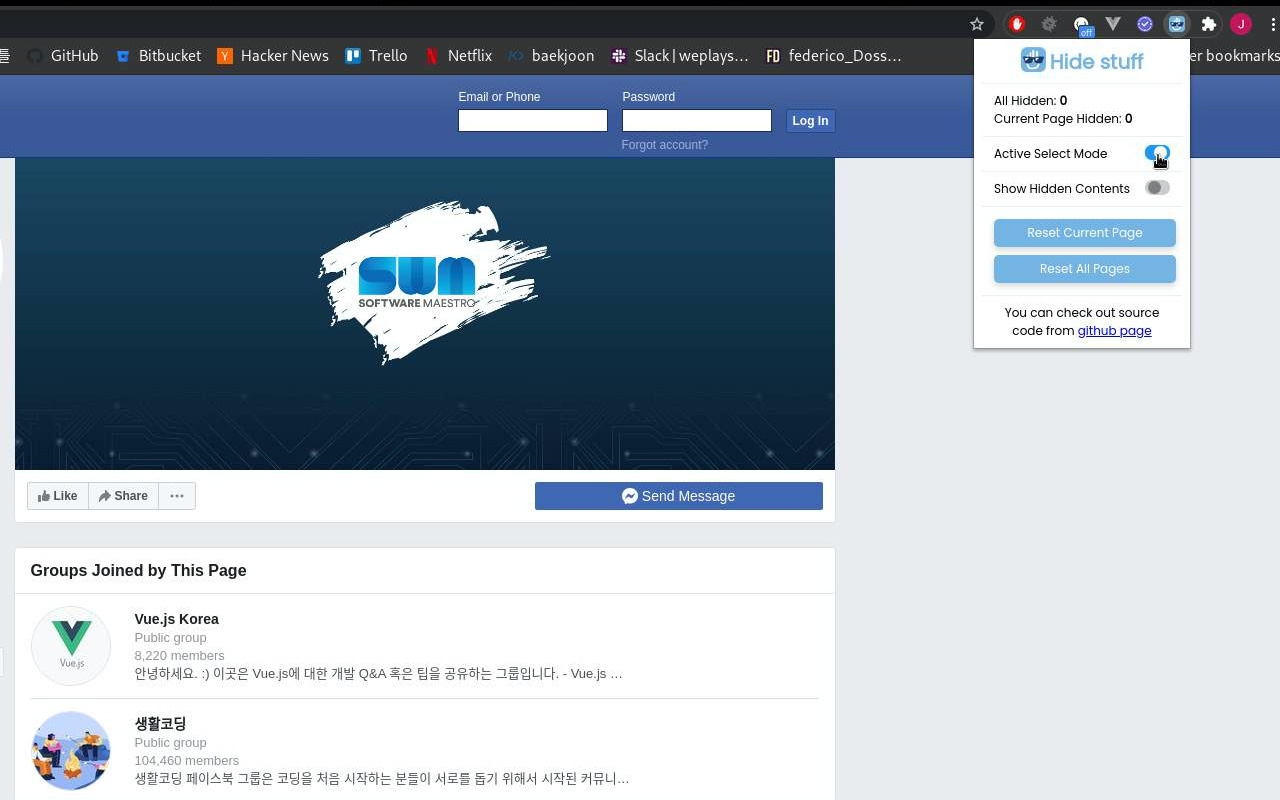 J
off
틀 GitHub Bitbucket Hacker News Trello Netflix baekjoon Slack | weplays… federico_Doss… er bookmarks
Hide stuff
All Hidden: 0
Current Page Hidden: 0
Active Select Mode
Show Hidden Contents
Reset Current Page
Reset All Pages
You can check out source
code from github page
Email or Phone Password
Log In
Forgot account?
SWM
SOFTWARE MAESTRO
Like Share ... Send Message
Groups Joined by This Page
Vue.js
Vue.js Korea
Public group
8,220 members
안녕하세요. :) 이곳은 Vue.js에 대한 개발 Q&A 혹은 팁을 공유하는 그룹입니다. - Vue.js …
생활코딩
Public group
104,460 members
생활코딩 페이스북 그룹은 코딩을 처음 시작하는 분들이 서로를 돕기 위해서 시작된 커뮤니…